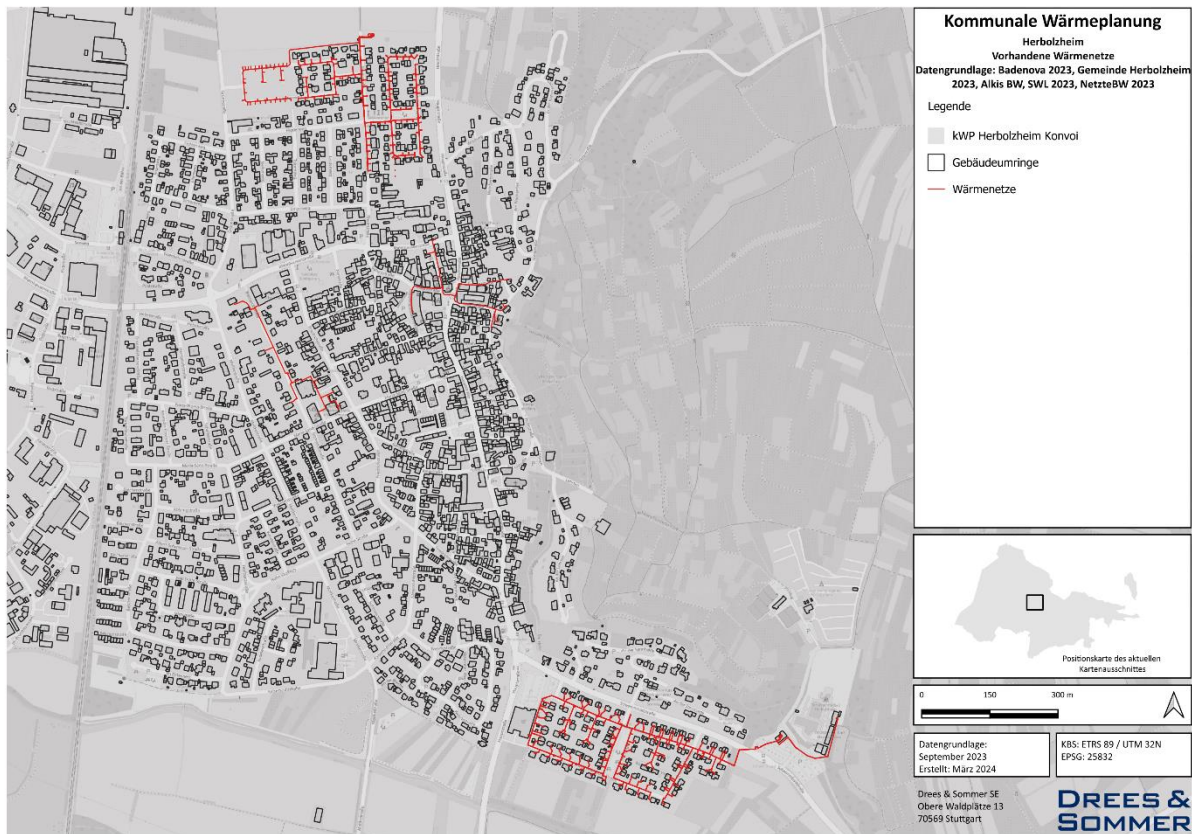 Kommunale Wärmeplanung
Herbolzheim
Vorhandene Wärmenetze
Datengrundlage: Badenova 2023, Gemeinde Herbolzheim
2023, Alkis BW, SWL 2023, NetzteBW 2023
Legende
kWP Herbolzheim Konvoi
Gebäudeumringe
Wärmenetze
Positionskarte des aktuellen
Kartenausschnittes
0 150 300 m
Datengrundlage:
September 2023
Erstellt: März 2024
KBS: ETRS 89 / UTM 32N
EPSG: 25832
Drees & Sommer SE
Obere Waldplätze 13
70569 Stuttgart
DREES &
SOMMER